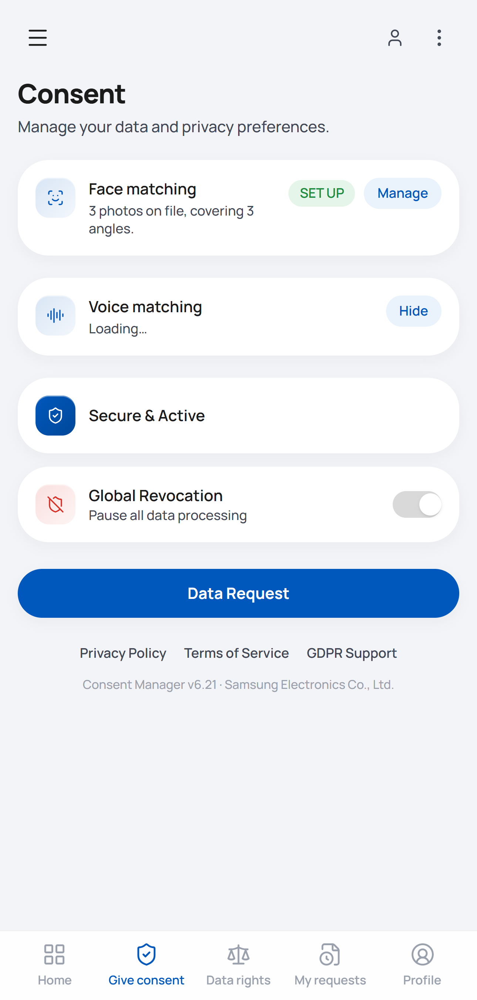 Consent
Manage your data and privacy preferences.
Face matching
SET UP
Manage
3 photos on file, covering 3
angles.
Voice matching
Hide
Loading...
Secure & Active
Global Revocation
Pause all data processing
Data Request
Privacy Policy Terms of Service GDPR Support
Consent Manager v6.21 · Samsung Electronics Co., Ltd.
Home Give consent Data rights My requests Profile